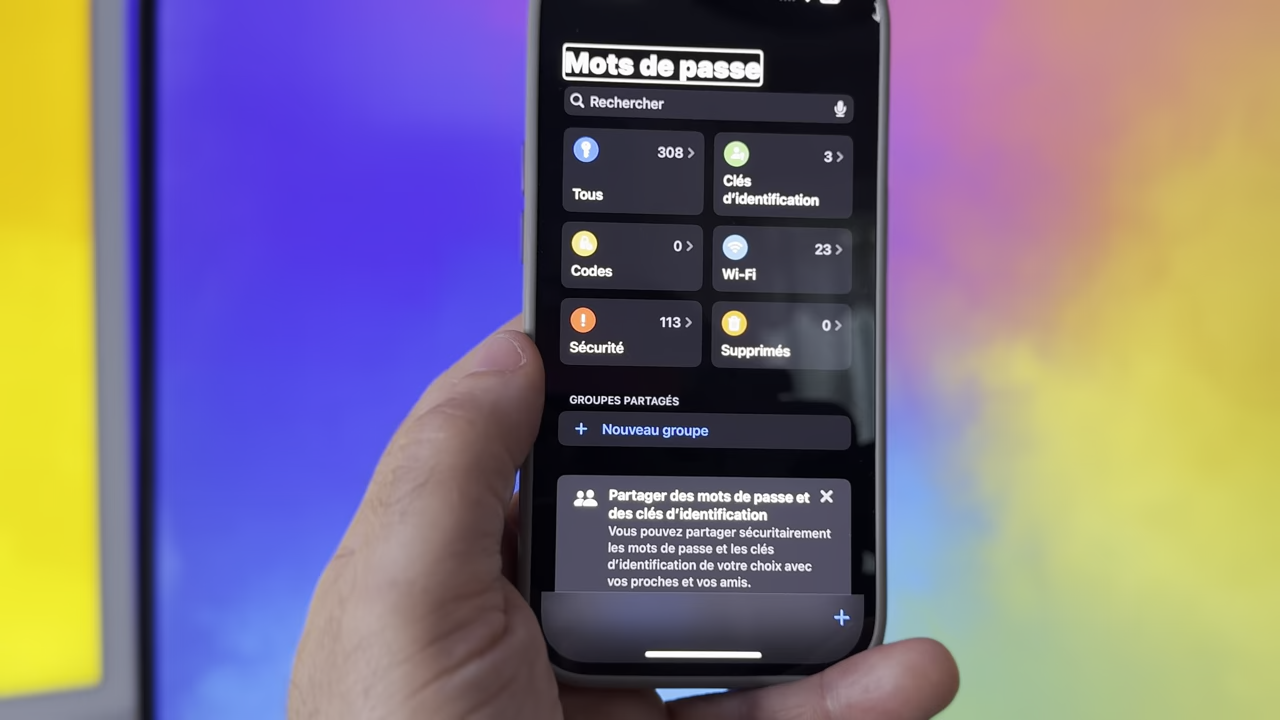 Mots de passe
Rechercher
308
Tous
3
Clés
d'identification
0
Codes
23
Wi-Fi
113
Sécurité
0
Supprimés
GROUPES PARTAGÉS
+ Nouveau groupe
Partager des mots de passe et
des clés d'identification
Vous pouvez partager sécuritairement
les mots de passe et les clés
d'identification de votre choix avec
vos proches et vos amis.